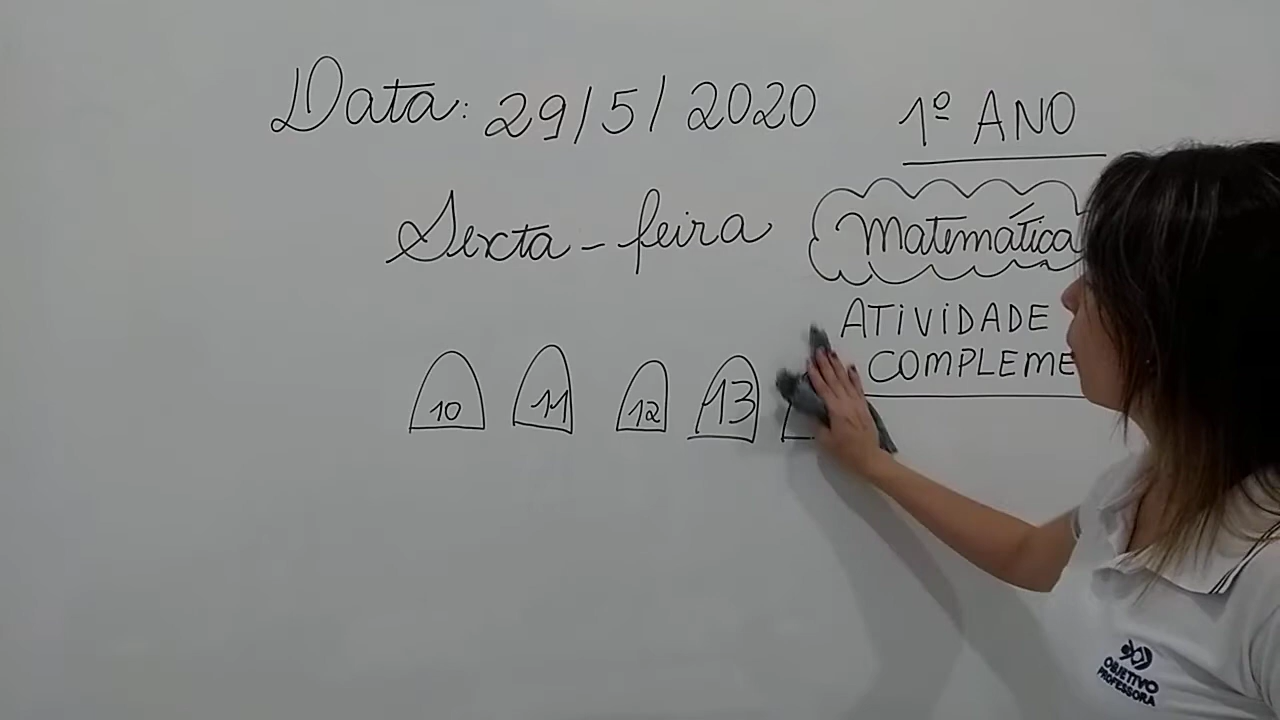 Data: 29/5/2020
1º ANO
Sexta-feira
Matemática
ATIVIDADE
COMPLEME
10 11 12 13
OBJETIVO
PROFESSORA